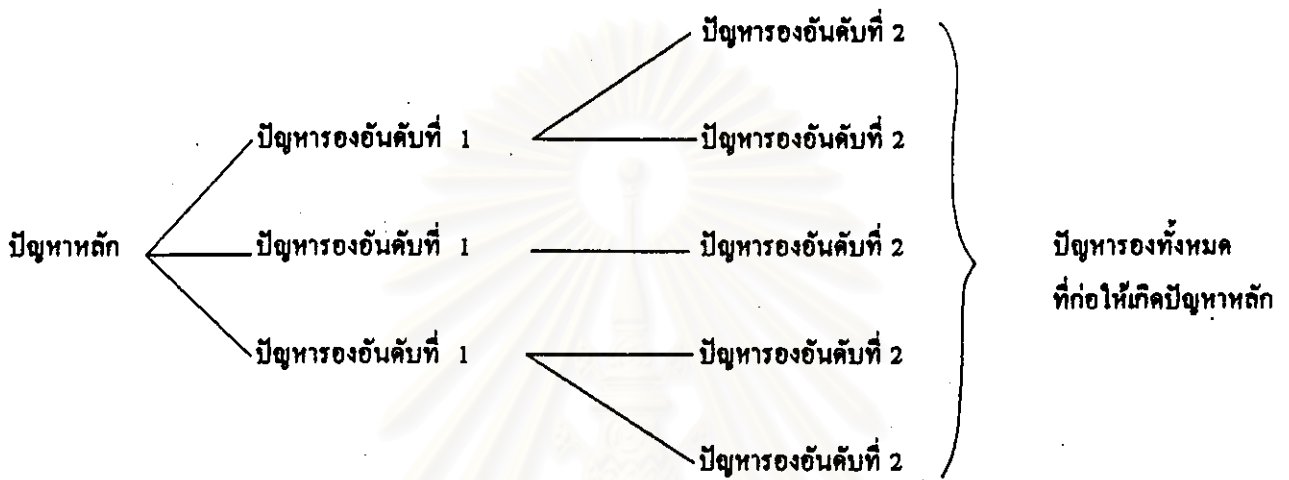 ปัญหารองอันดับที่ 2
ปัญหารองอันดับที่ 1
ปัญหารองอันดับที่ 2
ปัญหาหลัก
ปัญหารองอันดับที่ 1
ปัญหารองอันดับที่ 2
ปัญหารองทั้งหมด
ที่ก่อให้เกิดปัญหาหลัก
ปัญหารองอันดับที่ 1
ปัญหารองอันดับที่ 2
ปัญหารองอันดับที่ 2